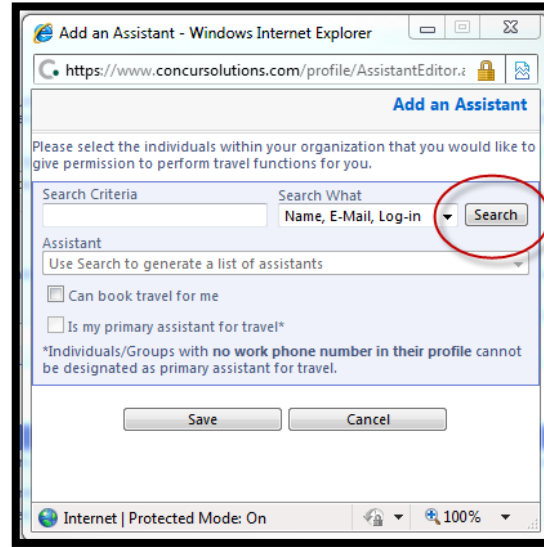 Add an Assistant - Windows Internet Explorer
https://www.concursolutions.com/profile/AssistantEditor.a
Add an Assistant
Please select the individuals within your organization that you would like to
give permission to perform travel functions for you.
Search Criteria
Search What
Name, E-Mail, Log-in
Search
Assistant
Use Search to generate a list of assistants
Can book travel for me
Is my primary assistant for travel*
*Individuals/Groups with no work phone number in their profile cannot
be designated as primary assistant for travel.
Save
Cancel
Internet | Protected Mode: On
100%